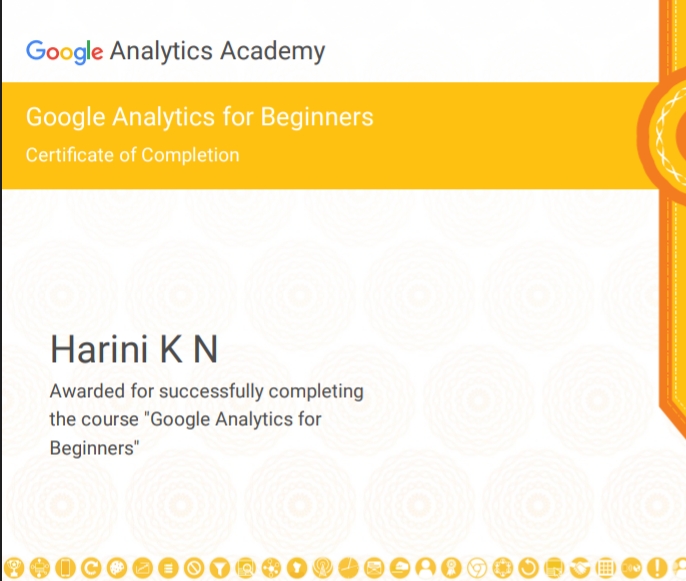 Google Analytics Academy
Google Analytics for Beginners
Certificate of Completion
Harini K N
Awarded for successfully completing
the course "Google Analytics for
Beginners"